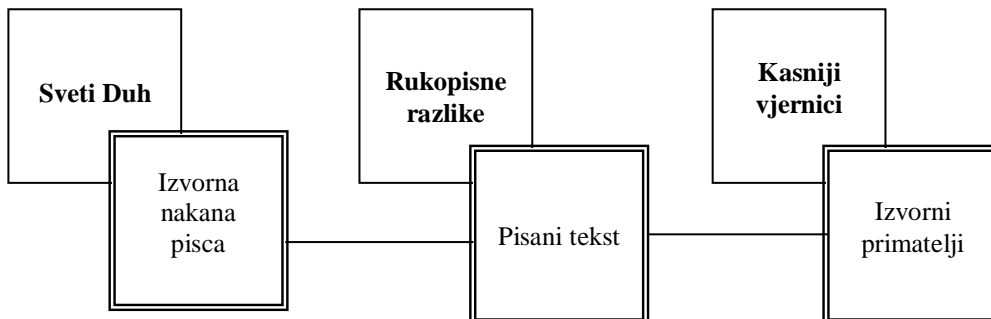 Sveti Duh
Rukopisne
razlike
Kasniji
vjernici
Izvorna
nakana
pisca
Pisani tekst
Izvorni
primatelji